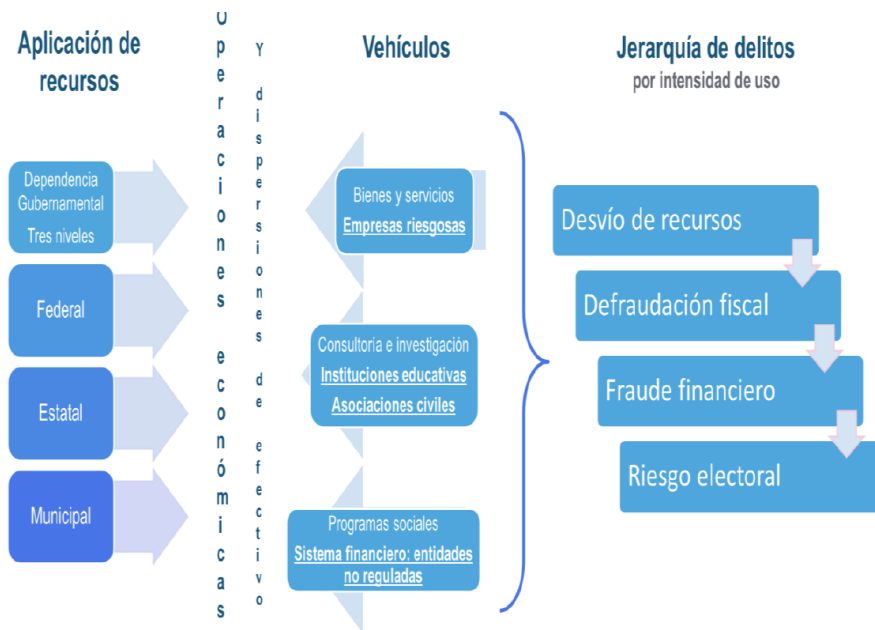 Aplicación de
recursos
Dependencia
Gubernamental
Tres niveles
Federal
Estatal
Municipal
Operaciones económicas
Y dispersiones de efectivo
Vehículos
Bienes y servicios
Empresas riesgosas
Consultoría e investigación
Instituciones educativas
Asociaciones civiles
Programas sociales
Sistema financiero: entidades
no reguladas
Jerarquía de delitos
por intensidad de uso
Desvío de recursos
Defraudación fiscal
Fraude financiero
Riesgo electoral